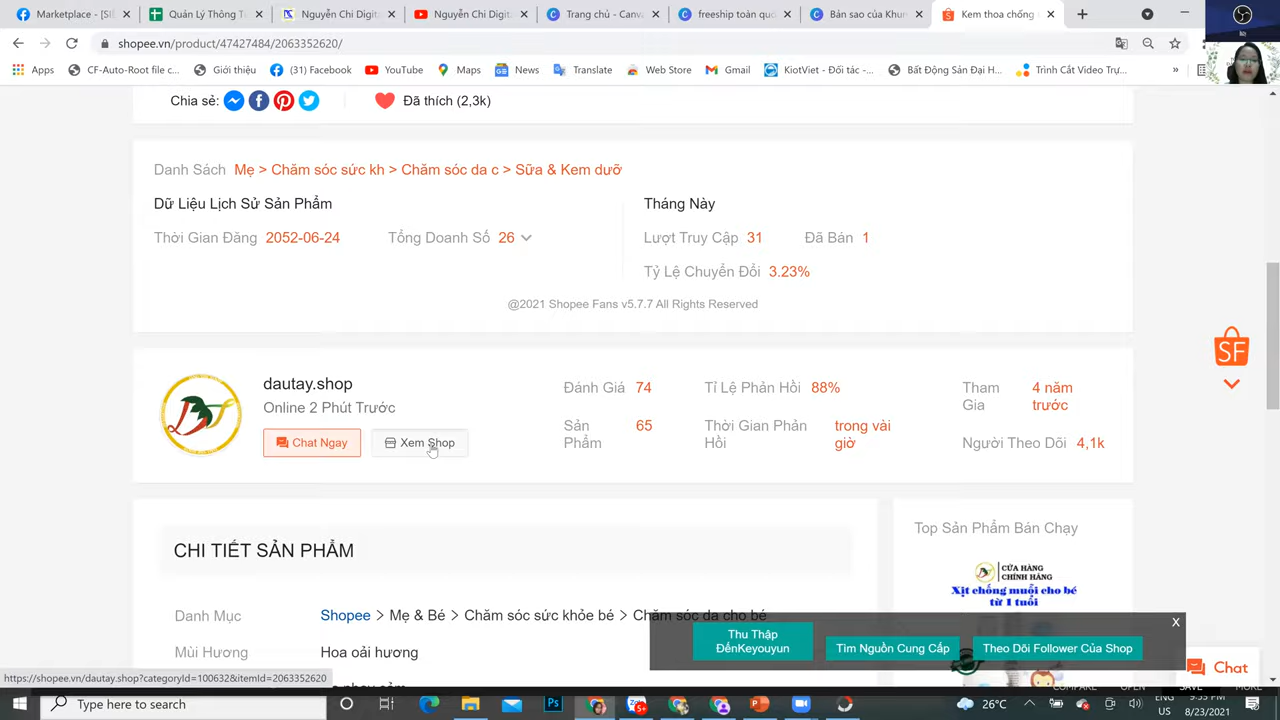 Marketplace - [SIÊ
Quản Lý Thông T
Nguyễn Chi Digita
Nguyễn Chi Digit
Trang chủ - Canv
freeship toàn quố
Bản sao của Khun
Kem thoa chống
shopee.vn/product/47427484/2063352620/
Apps
CF-Auto-Root file c...
Giới thiệu
(31) Facebook
YouTube
Maps
News
Translate
Web Store
Gmail
KiotViet - Đối tác -...
Bất Động Sản Đại H...
Trình Cắt Video Trự...
Chia sẻ:
Đã thích (2,3k)
Danh Sách Mẹ > Chăm sóc sức kh > Chăm sóc da c > Sữa & Kem dưỡ
Dữ Liệu Lịch Sử Sản Phẩm
Tháng Này
Thời Gian Đăng 2052-06-24
Tổng Doanh Số 26
Lượt Truy Cập 31
Đã Bán 1
Tỷ Lệ Chuyển Đổi 3.23%
@2021 Shopee Fans v5.7.7 All Rights Reserved
SF
dautay.shop
Online 2 Phút Trước
Chat Ngay
Xem Shop
Đánh Giá 74
Tỉ Lệ Phản Hồi 88%
Tham Gia 4 năm trước
Sản Phẩm 65
Thời Gian Phản Hồi trong vài giờ
Người Theo Dõi 4,1k
CHI TIẾT SẢN PHẨM
Danh Mục
Shopee > Mẹ & Bé > Chăm sóc sức khỏe bé > Chăm sóc da cho bé
Mùi Hương
Hoa oải hương
Top Sản Phẩm Bán Chạy
CỬA HÀNG
CHÍNH HÃNG
Xịt chống muỗi cho bé
từ 1 tuổi
X
Thu Thập
ĐếnKeyouyun
Tìm Nguồn Cung Cấp
Theo Dõi Follower Của Shop
Chat
https://shopee.vn/dautay.shop?categoryId=100632&itemId=2063352620
COMPARE
OPEN
SAVE
MORE
Type here to search
26°C
ENG
US
9:55 PM
8/23/2021